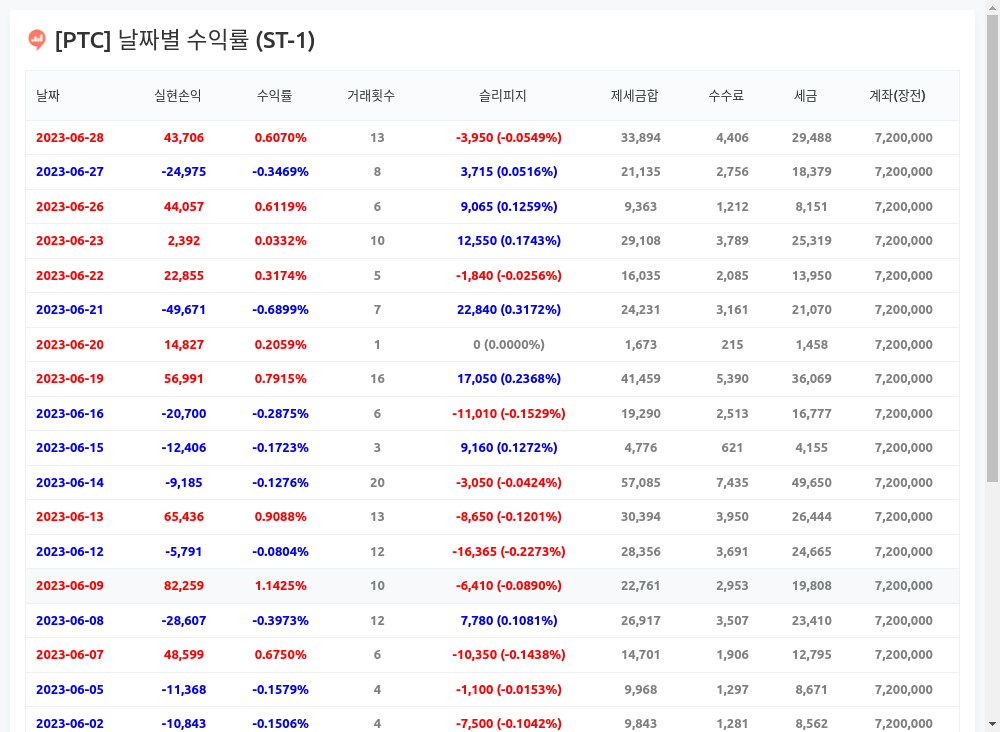 [PTC] 날짜별 수익률 (ST-1)
날짜 실현손익 수익률 거래횟수 슬리피지 제세금합 수수료 세금 계좌(장전)
2023-06-28 43,706 0.6070% 13 -3,950 (-0.0549%) 33,894 4,406 29,488 7,200,000
2023-06-27 -24,975 -0.3469% 8 3,715 (0.0516%) 21,135 2,756 18,379 7,200,000
2023-06-26 44,057 0.6119% 6 9,065 (0.1259%) 9,363 1,212 8,151 7,200,000
2023-06-23 2,392 0.0332% 10 12,550 (0.1743%) 29,108 3,789 25,319 7,200,000
2023-06-22 22,855 0.3174% 5 -1,840 (-0.0256%) 16,035 2,085 13,950 7,200,000
2023-06-21 -49,671 -0.6899% 7 22,840 (0.3172%) 24,231 3,161 21,070 7,200,000
2023-06-20 14,827 0.2059% 1 0 (0.0000%) 1,673 215 1,458 7,200,000
2023-06-19 56,991 0.7915% 16 17,050 (0.2368%) 41,459 5,390 36,069 7,200,000
2023-06-16 -20,700 -0.2875% 6 -11,010 (-0.1529%) 19,290 2,513 16,777 7,200,000
2023-06-15 -12,406 -0.1723% 3 9,160 (0.1272%) 4,776 621 4,155 7,200,000
2023-06-14 -9,185 -0.1276% 20 -3,050 (-0.0424%) 57,085 7,435 49,650 7,200,000
2023-06-13 65,436 0.9088% 13 -8,650 (-0.1201%) 30,394 3,950 26,444 7,200,000
2023-06-12 -5,791 -0.0804% 12 -16,365 (-0.2273%) 28,356 3,691 24,665 7,200,000
2023-06-09 82,259 1.1425% 10 -6,410 (-0.0890%) 22,761 2,953 19,808 7,200,000
2023-06-08 -28,607 -0.3973% 12 7,780 (0.1081%) 26,917 3,507 23,410 7,200,000
2023-06-07 48,599 0.6750% 6 -10,350 (-0.1438%) 14,701 1,906 12,795 7,200,000
2023-06-05 -11,368 -0.1579% 4 -1,100 (-0.0153%) 9,968 1,297 8,671 7,200,000
2023-06-02 -10,843 -0.1506% 4 -7,500 (-0.1042%) 9,843 1,281 8,562 7,200,000